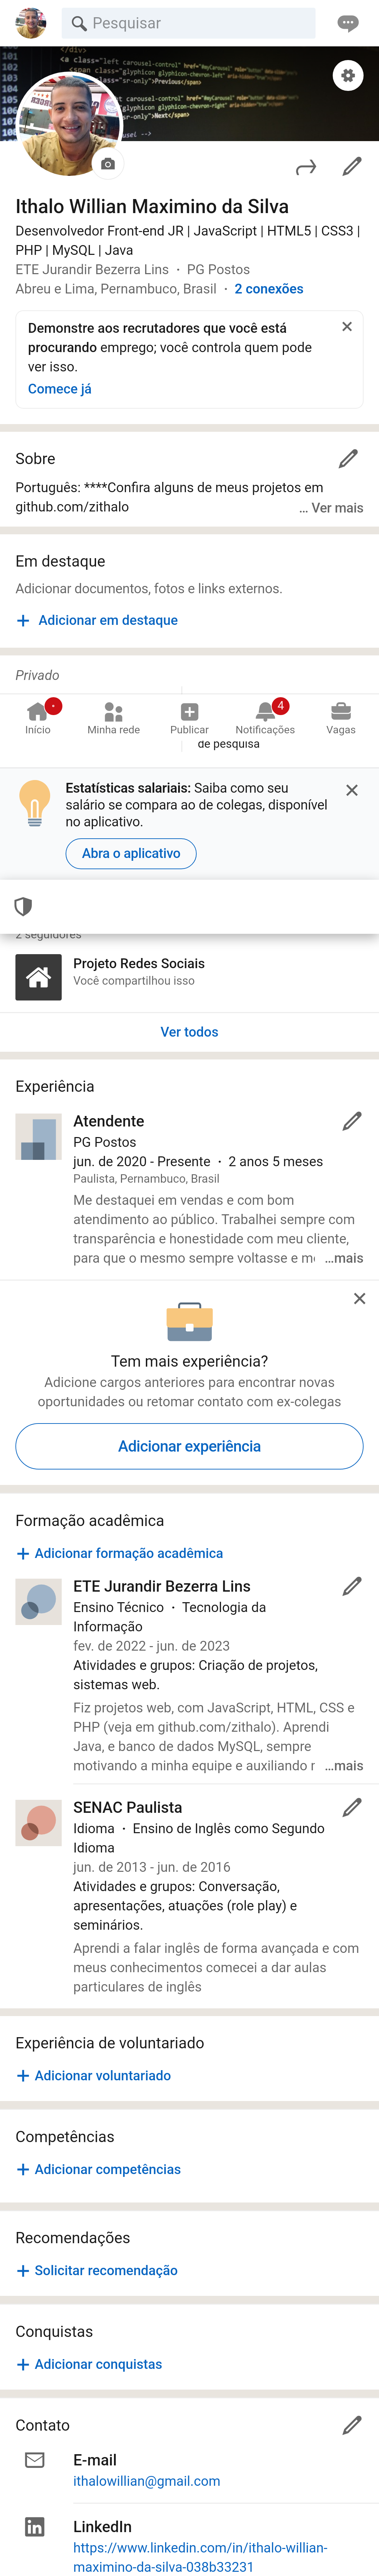 Pesquisar
Ithalo Willian Maximino da Silva
Desenvolvedor Front-end JR | JavaScript | HTML5 | CSS3 |
PHP | MySQL | Java
ETE Jurandir Bezerra Lins · PG Postos
Abreu e Lima, Pernambuco, Brasil · 2 conexões
Demonstre aos recrutadores que você está
procurando emprego; você controla quem pode
ver isso.
Comece já
Sobre
Português: ****Confira alguns de meus projetos em
github.com/zithalo
... Ver mais
Em destaque
Adicionar documentos, fotos e links externos.
+ Adicionar em destaque
Privado
4
Início Minha rede Publicar Notificações Vagas
de pesquisa
Estatísticas salariais: Saiba como seu
salário se compara ao de colegas, disponível
no aplicativo.
Abra o aplicativo
2 seguidores
Projeto Redes Sociais
Você compartilhou isso
Ver todos
Experiência
Atendente
PG Postos
jun. de 2020 - Presente · 2 anos 5 meses
Paulista, Pernambuco, Brasil
Me destaquei em vendas e com bom
atendimento ao público. Trabalhei sempre com
transparência e honestidade com meu cliente,
para que o mesmo sempre voltasse e ...mais
Tem mais experiência?
Adicione cargos anteriores para encontrar novas
oportunidades ou retomar contato com ex-colegas
Adicionar experiência
Formação acadêmica
+ Adicionar formação acadêmica
ETE Jurandir Bezerra Lins
Ensino Técnico · Tecnologia da
Informação
fev. de 2022 - jun. de 2023
Atividades e grupos: Criação de projetos,
sistemas web.
Fiz projetos web, com JavaScript, HTML, CSS e
PHP (veja em github.com/zithalo). Aprendi
Java, e banco de dados MySQL, sempre
motivando a minha equipe e auxiliando ...mais
SENAC Paulista
Idioma · Ensino de Inglês como Segundo
Idioma
jun. de 2013 - jun. de 2016
Atividades e grupos: Conversação,
apresentações, atuações (role play) e
seminários.
Aprendi a falar inglês de forma avançada e com
meus conhecimentos comecei a dar aulas
particulares de inglês
Experiência de voluntariado
+ Adicionar voluntariado
Competências
+ Adicionar competências
Recomendações
+ Solicitar recomendação
Conquistas
+ Adicionar conquistas
Contato
E-mail
ithalowillian@gmail.com
LinkedIn
https://www.linkedin.com/in/ithalo-willian-
maximino-da-silva-038b33231